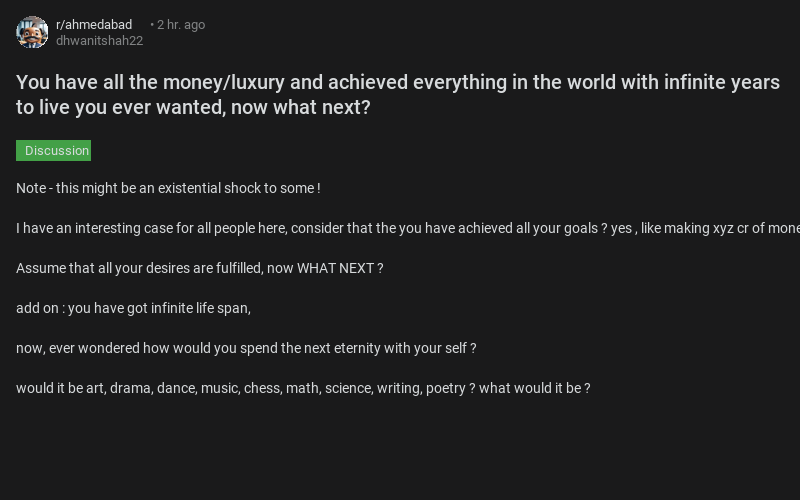 r/ahmedabad • 2 hr. ago
dhwanitshah22
You have all the money/luxury and achieved everything in the world with infinite years
to live you ever wanted, now what next?
Discussion
Note - this might be an existential shock to some !
I have an interesting case for all people here, consider that the you have achieved all your goals ? yes , like making xyz cr of mone
Assume that all your desires are fulfilled, now WHAT NEXT ?
add on : you have got infinite life span,
now, ever wondered how would you spend the next eternity with your self ?
would it be art, drama, dance, music, chess, math, science, writing, poetry ? what would it be ?